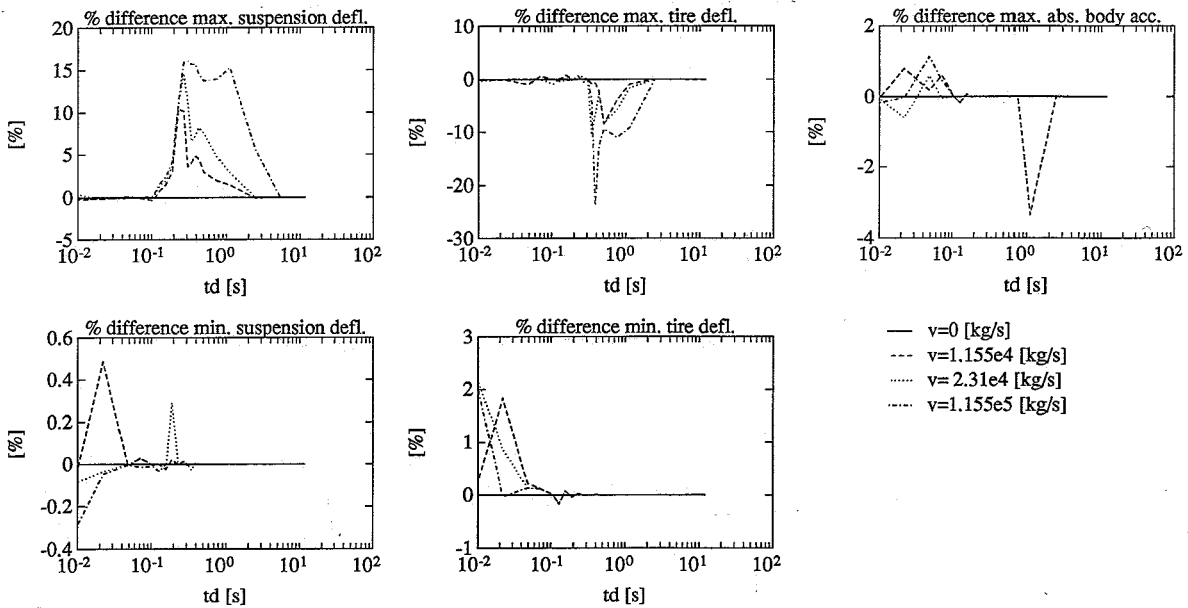 % difference max. suspension defl.
20
15
10
5
0
-5
[%]
10-2 10-1 100 101 102
td [s]
% difference max. tire defl.
10
0
-10
-20
-30
[%]
10-2 10-1 100 101 102
td [s]
% difference max. abs. body acc.
2
0
-2
-4
[%]
10-2 10-1 100 101 102
td [s]
% difference min. suspension defl.
0.6
0.4
0.2
0
-0.2
-0.4
[%]
10-2 10-1 100 101 102
td [s]
% difference min. tire defl.
3
2
1
0
-1
[%]
10-2 10-1 100 101 102
td [s]
v=0 [kg/s]
v=1.155e4 [kg/s]
v= 2.31e4 [kg/s]
v=1.155e5 [kg/s]